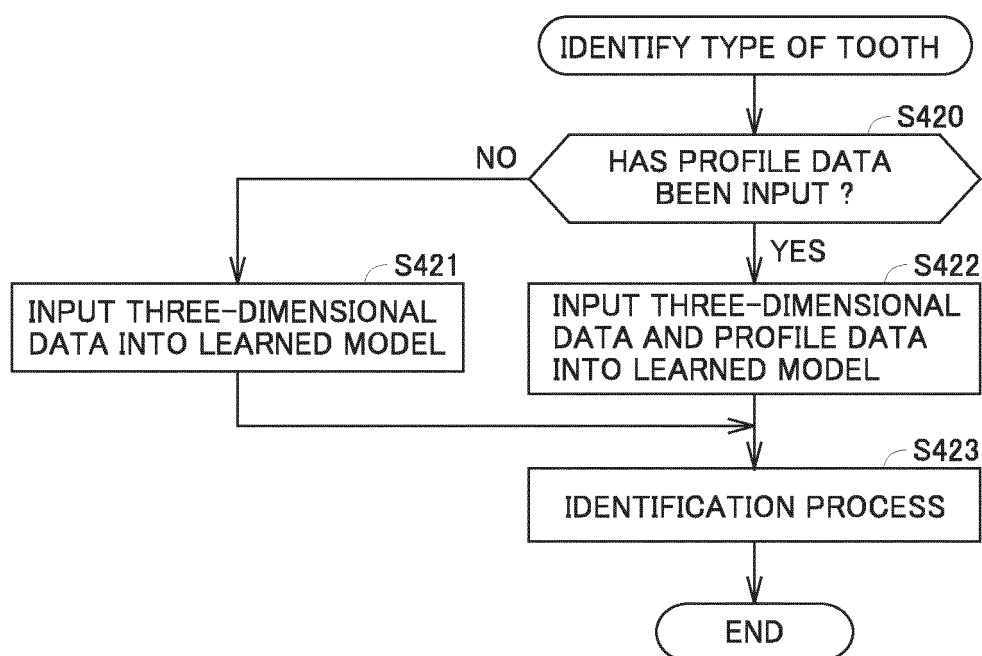 IDENTIFY TYPE OF TOOTH
S420
HAS PROFILE DATA
BEEN INPUT ?
NO
YES
S421
INPUT THREE-DIMENSIONAL
DATA INTO LEARNED MODEL
S422
INPUT THREE-DIMENSIONAL
DATA AND PROFILE DATA
INTO LEARNED MODEL
S423
IDENTIFICATION PROCESS
END